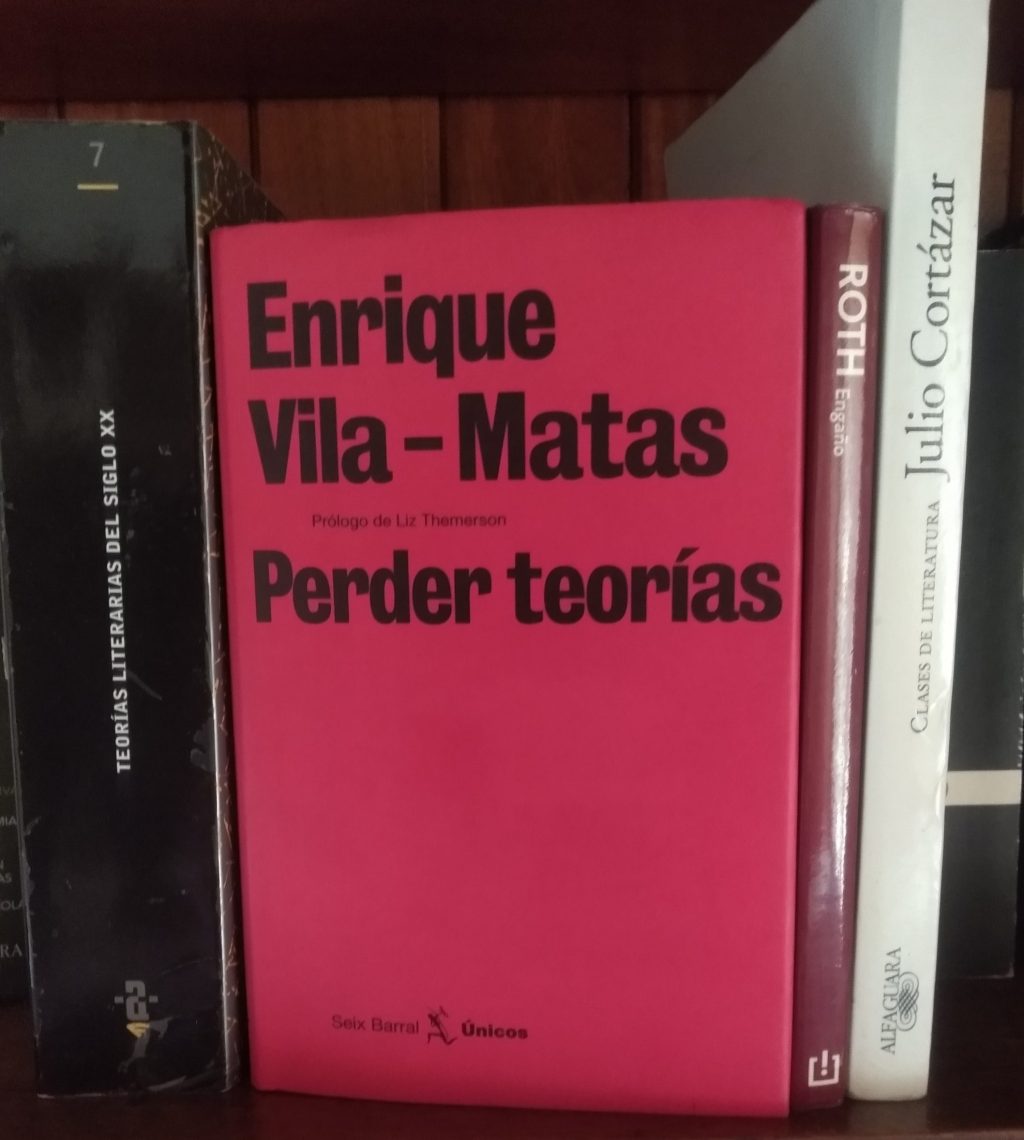 7
TEORÍAS LITERARIAS DEL SIGLO XX
Enrique
Vila-Matas
Prólogo de Liz Themerson
Perder teorías
Seix Barral Únicos
ROTH Engaño
Julio Cortázar
CLASES DE LITERATURA
ALFAGUARA